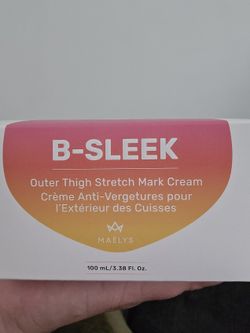 B-SLEEK
Outer Thigh Stretch Mark Cream
Crème Anti-Vergetures pour
l'Extérieur des Cuisses
MAËLYS
100 mL/3.38 Fl. Oz.